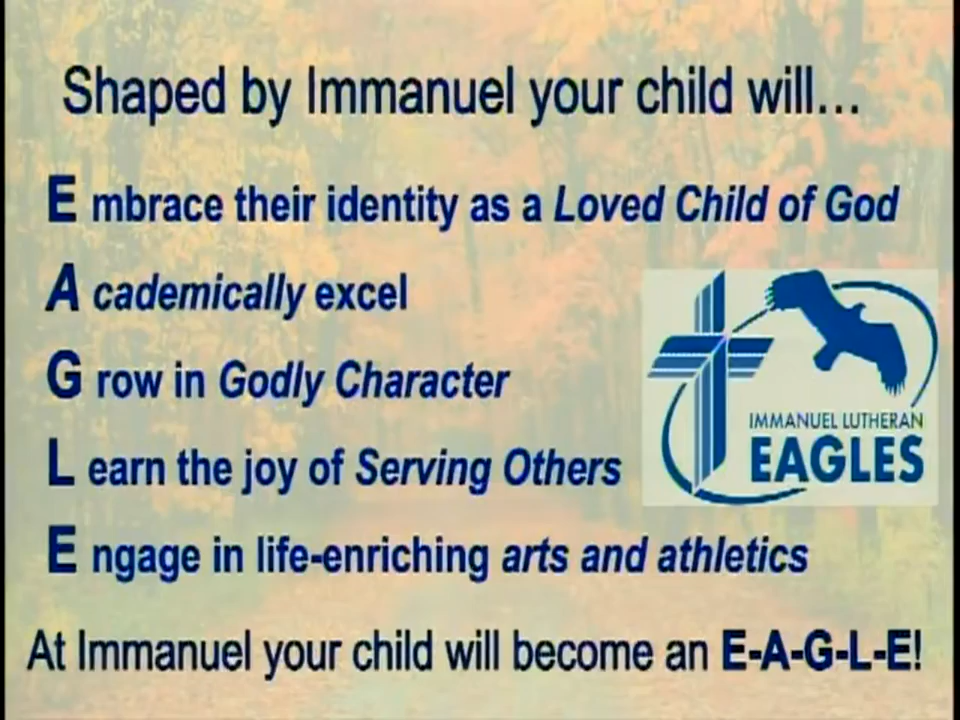 Shaped by Immanuel your child will...
E mbrace their identity as a Loved Child of God
A cademically excel
G row in Godly Character
L earn the joy of Serving Others
IMMANUEL LUTHERAN
EAGLES
E ngage in life-enriching arts and athletics
At Immanuel your child will become an E-A-G-L-E!